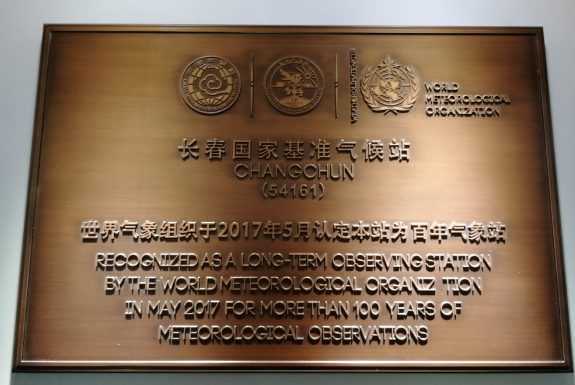 WORLD
METEOROLOGICAL
ORGANIZATION
长春国家基准气候站
CHANGCHUN
(54161)
世界气象组织于2017年5月认定本站为百年气象站
RECOGNIZED AS A LONG-TERM OBSERVING STATION
BY THE WORLD METEOROLOGICAL ORGANIZ TION
IN MAY 2017 FOR MORE THAN 100 YEARS OF
METEOROLOGICAL OBSERVATIONS